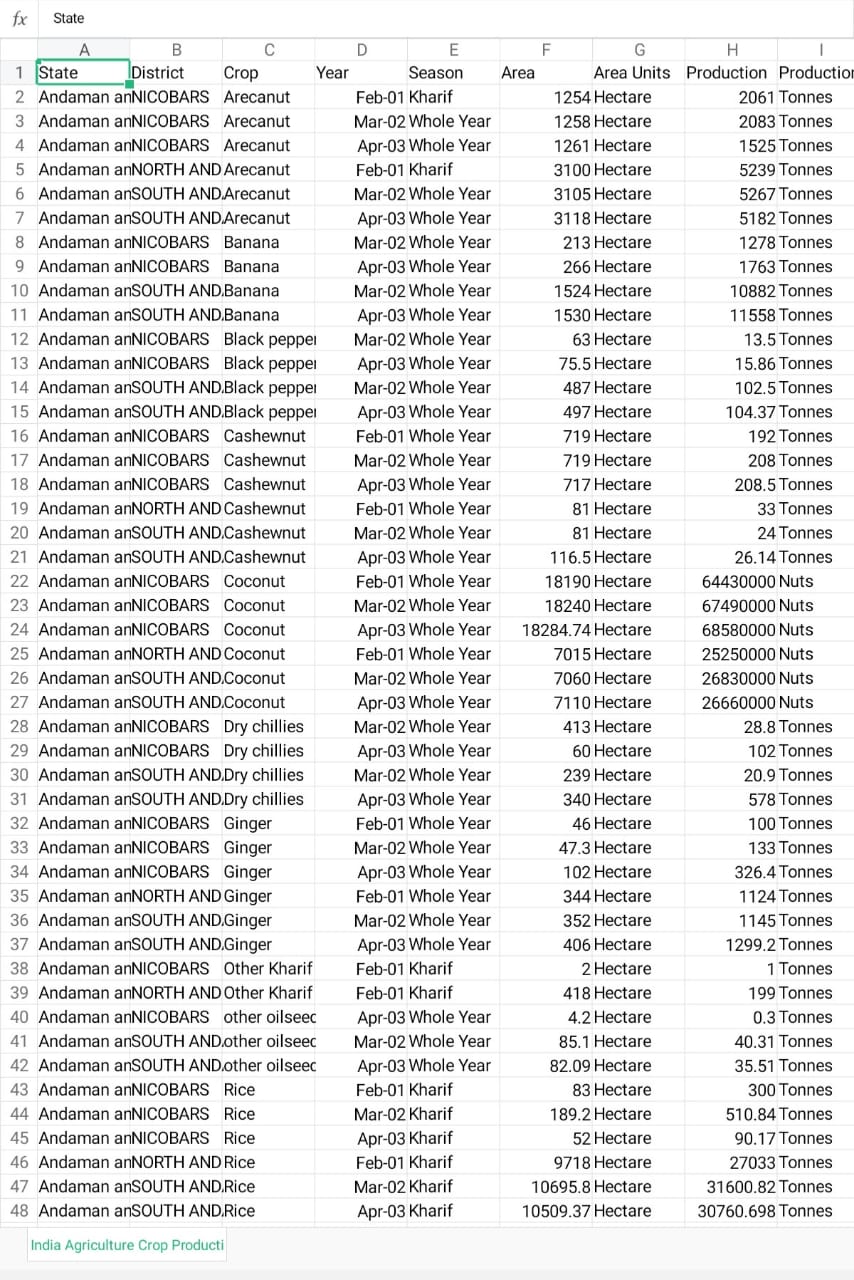 fx State
A B C D E F G H I
1 State District Crop Year Season Area Area Units Production Production
2 Andaman an NICOBARS Arecanut Feb-01 Kharif 1254 Hectare 2061 Tonnes
3 Andaman an NICOBARS Arecanut Mar-02 Whole Year 1258 Hectare 2083 Tonnes
4 Andaman an NICOBARS Arecanut Apr-03 Whole Year 1261 Hectare 1525 Tonnes
5 Andaman an NORTH AND Arecanut Feb-01 Kharif 3100 Hectare 5239 Tonnes
6 Andaman an SOUTH AND Arecanut Mar-02 Whole Year 3105 Hectare 5267 Tonnes
7 Andaman an SOUTH AND Arecanut Apr-03 Whole Year 3118 Hectare 5182 Tonnes
8 Andaman an NICOBARS Banana Mar-02 Whole Year 213 Hectare 1278 Tonnes
9 Andaman an NICOBARS Banana Apr-03 Whole Year 266 Hectare 1763 Tonnes
10 Andaman an SOUTH AND Banana Mar-02 Whole Year 1524 Hectare 10882 Tonnes
11 Andaman an SOUTH AND Banana Apr-03 Whole Year 1530 Hectare 11558 Tonnes
12 Andaman an NICOBARS Black pepper Mar-02 Whole Year 63 Hectare 13.5 Tonnes
13 Andaman an NICOBARS Black pepper Apr-03 Whole Year 75.5 Hectare 15.86 Tonnes
14 Andaman an SOUTH AND Black pepper Mar-02 Whole Year 487 Hectare 102.5 Tonnes
15 Andaman an SOUTH AND Black pepper Apr-03 Whole Year 497 Hectare 104.37 Tonnes
16 Andaman an NICOBARS Cashewnut Feb-01 Whole Year 719 Hectare 192 Tonnes
17 Andaman an NICOBARS Cashewnut Mar-02 Whole Year 719 Hectare 208 Tonnes
18 Andaman an NICOBARS Cashewnut Apr-03 Whole Year 717 Hectare 208.5 Tonnes
19 Andaman an NORTH AND Cashewnut Feb-01 Whole Year 81 Hectare 33 Tonnes
20 Andaman an SOUTH AND Cashewnut Mar-02 Whole Year 81 Hectare 24 Tonnes
21 Andaman an SOUTH AND Cashewnut Apr-03 Whole Year 116.5 Hectare 26.14 Tonnes
22 Andaman an NICOBARS Coconut Feb-01 Whole Year 18190 Hectare 64430000 Nuts
23 Andaman an NICOBARS Coconut Mar-02 Whole Year 18240 Hectare 67490000 Nuts
24 Andaman an NICOBARS Coconut Apr-03 Whole Year 18284.74 Hectare 68580000 Nuts
25 Andaman an NORTH AND Coconut Feb-01 Whole Year 7015 Hectare 25250000 Nuts
26 Andaman an SOUTH AND Coconut Mar-02 Whole Year 7060 Hectare 26830000 Nuts
27 Andaman an SOUTH AND Coconut Apr-03 Whole Year 7110 Hectare 26660000 Nuts
28 Andaman an NICOBARS Dry chillies Mar-02 Whole Year 413 Hectare 28.8 Tonnes
29 Andaman an NICOBARS Dry chillies Apr-03 Whole Year 60 Hectare 102 Tonnes
30 Andaman an SOUTH AND Dry chillies Mar-02 Whole Year 239 Hectare 20.9 Tonnes
31 Andaman an SOUTH AND Dry chillies Apr-03 Whole Year 340 Hectare 578 Tonnes
32 Andaman an NICOBARS Ginger Feb-01 Whole Year 46 Hectare 100 Tonnes
33 Andaman an NICOBARS Ginger Mar-02 Whole Year 47.3 Hectare 133 Tonnes
34 Andaman an NICOBARS Ginger Apr-03 Whole Year 102 Hectare 326.4 Tonnes
35 Andaman an NORTH AND Ginger Feb-01 Whole Year 344 Hectare 1124 Tonnes
36 Andaman an SOUTH AND Ginger Mar-02 Whole Year 352 Hectare 1145 Tonnes
37 Andaman an SOUTH AND Ginger Apr-03 Whole Year 406 Hectare 1299.2 Tonnes
38 Andaman an NICOBARS Other Kharif Feb-01 Kharif 2 Hectare 1 Tonnes
39 Andaman an NORTH AND Other Kharif Feb-01 Kharif 418 Hectare 199 Tonnes
40 Andaman an NICOBARS other oilseed Apr-03 Whole Year 4.2 Hectare 0.3 Tonnes
41 Andaman an SOUTH AND other oilseed Mar-02 Whole Year 85.1 Hectare 40.31 Tonnes
42 Andaman an SOUTH AND other oilseed Apr-03 Whole Year 82.09 Hectare 35.51 Tonnes
43 Andaman an NICOBARS Rice Feb-01 Kharif 83 Hectare 300 Tonnes
44 Andaman an NICOBARS Rice Mar-02 Kharif 189.2 Hectare 510.84 Tonnes
45 Andaman an NICOBARS Rice Apr-03 Kharif 52 Hectare 90.17 Tonnes
46 Andaman an NORTH AND Rice Feb-01 Kharif 9718 Hectare 27033 Tonnes
47 Andaman an SOUTH AND Rice Mar-02 Kharif 10695.8 Hectare 31600.82 Tonnes
48 Andaman an SOUTH AND Rice Apr-03 Kharif 10509.37 Hectare 30760.698 Tonnes
India Agriculture Crop Producti